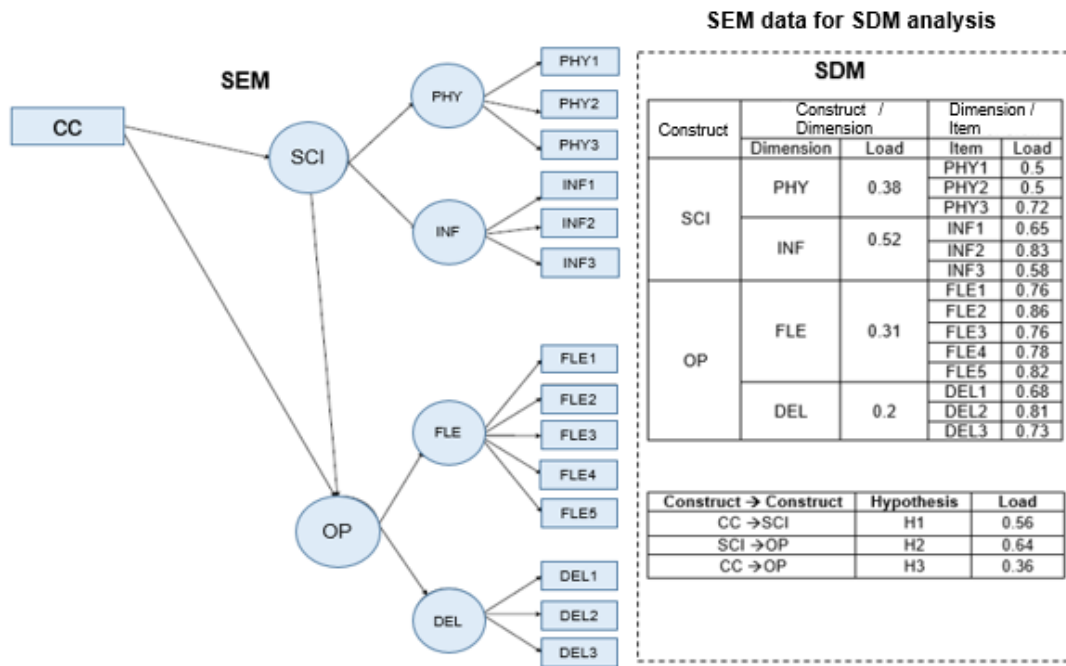 SEM data for SDM analysis
SEM
CC
SCI
PHY
INF
PHY1
PHY2
PHY3
INF1
INF2
INF3
OP
FLE
DEL
FLE1
FLE2
FLE3
FLE4
FLE5
DEL1
DEL2
DEL3
SDM
Construct
Construct / Dimension
Dimension / Item
Dimension Load Item Load
SCI
PHY 0.38
PHY1 0.5
PHY2 0.5
PHY3 0.72
INF 0.52
INF1 0.65
INF2 0.83
INF3 0.58
OP
FLE 0.31
FLE1 0.76
FLE2 0.86
FLE3 0.76
FLE4 0.78
FLE5 0.82
DEL 0.2
DEL1 0.68
DEL2 0.81
DEL3 0.73
Construct → Construct Hypothesis Load
CC →SCI H1 0.56
SCI →OP H2 0.64
CC →OP H3 0.36